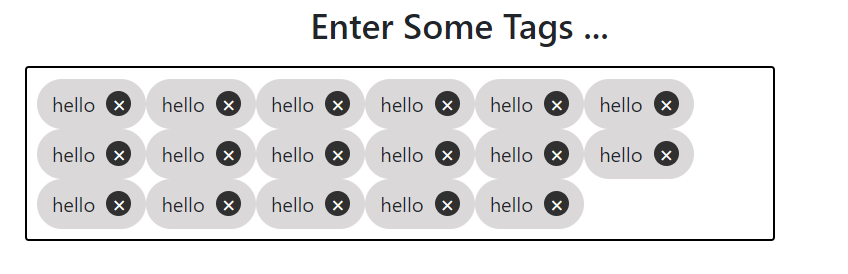 Enter Some Tags ...
hello × hello × hello × hello × hello × hello ×
hello × hello × hello × hello × hello × hello ×
hello × hello × hello × hello × hello ×